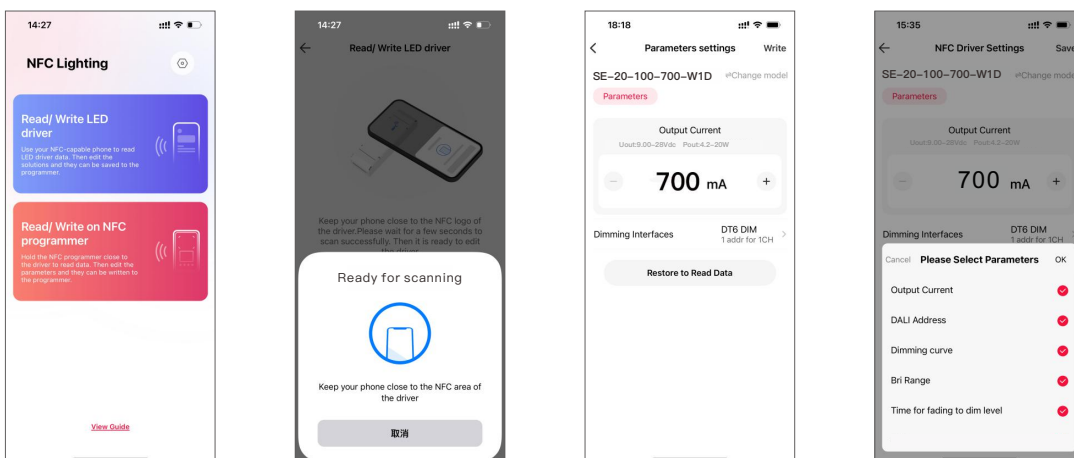 14:27
NFC Lighting
Read/ Write LED
driver
Use your NFC-capable phone to read
LED driver data. Then edit the
solutions and they can be saved to the
programmer.
Read/ Write on NFC
programmer
Hold the NFC programmer close to
the driver to read data. Then edit the
parameters and they can be written to
the programmer.
View Guide
14:27
Read/ Write LED driver
Keep your phone close to the NFC logo of
the driver.Please wait for a few seconds to
scan successfully. Then it is ready to edit
the driver
Ready for scanning
Keep your phone close to the NFC area of
the driver
取消
18:18
Parameters settings Write
SE-20-100-700-W1D ⇌Change model
Parameters
Output Current
Uout:9.00-28Vdc Pout:4.2-20W
− 700 mA +
Dimming Interfaces DT6 DIM
1 addr for 1CH
Restore to Read Data
15:35
NFC Driver Settings Save
SE-20-100-700-W1D ⇌Change mode
Parameters
Output Current
Uout:9.00-28Vdc Pout:4.2-20W
− 700 mA +
Dimming Interfaces DT6 DIM
1 addr for 1CH
Cancel Please Select Parameters OK
Output Current
DALI Address
Dimming curve
Bri Range
Time for fading to dim level